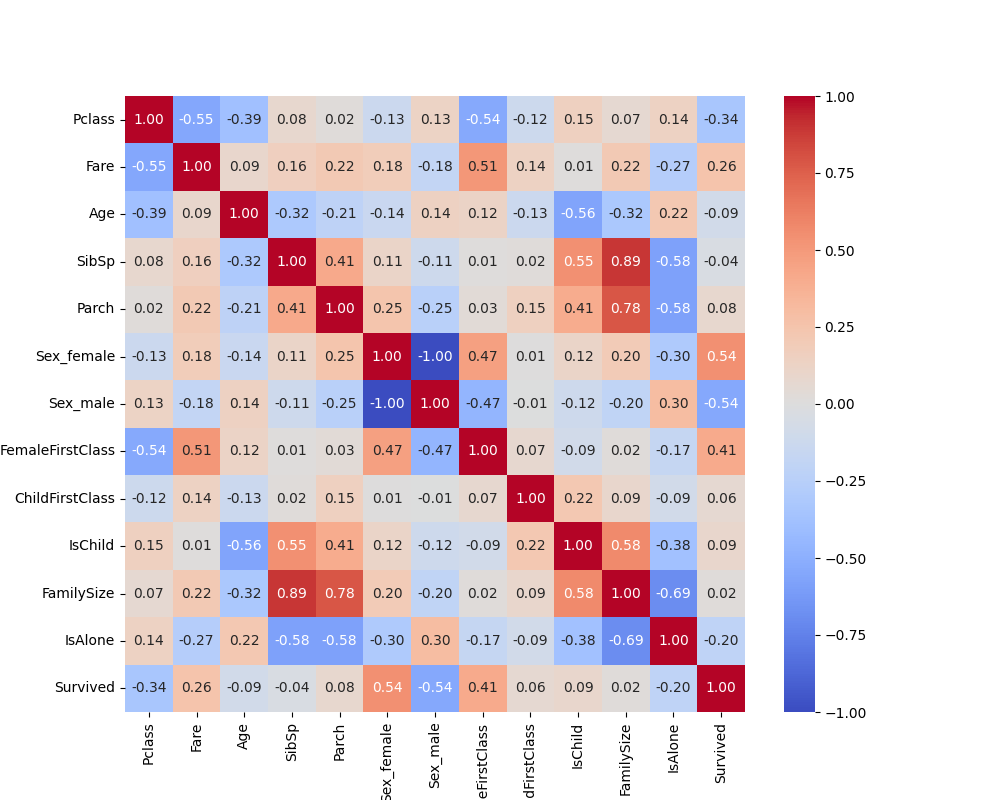 Pclass 1.00 -0.55 -0.39 0.08 0.02 -0.13 0.13 -0.54 -0.12 0.15 0.07 0.14 -0.34
Fare -0.55 1.00 0.09 0.16 0.22 0.18 -0.18 0.51 0.14 0.01 0.22 -0.27 0.26
Age -0.39 0.09 1.00 -0.32 -0.21 -0.14 0.14 0.12 -0.13 -0.56 -0.32 0.22 -0.09
SibSp 0.08 0.16 -0.32 1.00 0.41 0.11 -0.11 0.01 0.02 0.55 0.89 -0.58 -0.04
Parch 0.02 0.22 -0.21 0.41 1.00 0.25 -0.25 0.03 0.15 0.41 0.78 -0.58 0.08
Sex_female -0.13 0.18 -0.14 0.11 0.25 1.00 -1.00 0.47 0.01 0.12 0.20 -0.30 0.54
Sex_male 0.13 -0.18 0.14 -0.11 -0.25 -1.00 1.00 -0.47 -0.01 -0.12 -0.20 0.30 -0.54
FemaleFirstClass -0.54 0.51 0.12 0.01 0.03 0.47 -0.47 1.00 0.07 -0.09 0.02 -0.17 0.41
ChildFirstClass -0.12 0.14 -0.13 0.02 0.15 0.01 -0.01 0.07 1.00 0.22 0.09 -0.09 0.06
IsChild 0.15 0.01 -0.56 0.55 0.41 0.12 -0.12 -0.09 0.22 1.00 0.58 -0.38 0.09
FamilySize 0.07 0.22 -0.32 0.89 0.78 0.20 -0.20 0.02 0.09 0.58 1.00 -0.69 0.02
IsAlone 0.14 -0.27 0.22 -0.58 -0.58 -0.30 0.30 -0.17 -0.09 -0.38 -0.69 1.00 -0.20
Survived -0.34 0.26 -0.09 -0.04 0.08 0.54 -0.54 0.41 0.06 0.09 0.02 -0.20 1.00
Pclass
Fare
Age
SibSp
Parch
Sex_female
Sex_male
eFirstClass
dFirstClass
IsChild
FamilySize
IsAlone
Survived
1.00
0.75
0.50
0.25
0.00
−0.25
−0.50
−0.75
−1.00